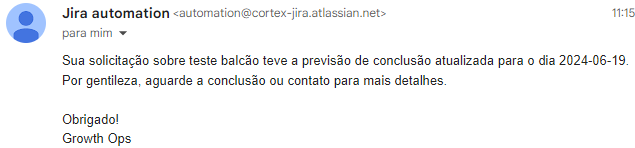 Jira automation <automation@cortex-jira.atlassian.net>
11:15
para mim
Sua solicitação sobre teste balcão teve a previsão de conclusão atualizada para o dia 2024-06-19.
Por gentileza, aguarde a conclusão ou contato para mais detalhes.
Obrigado!
Growth Ops